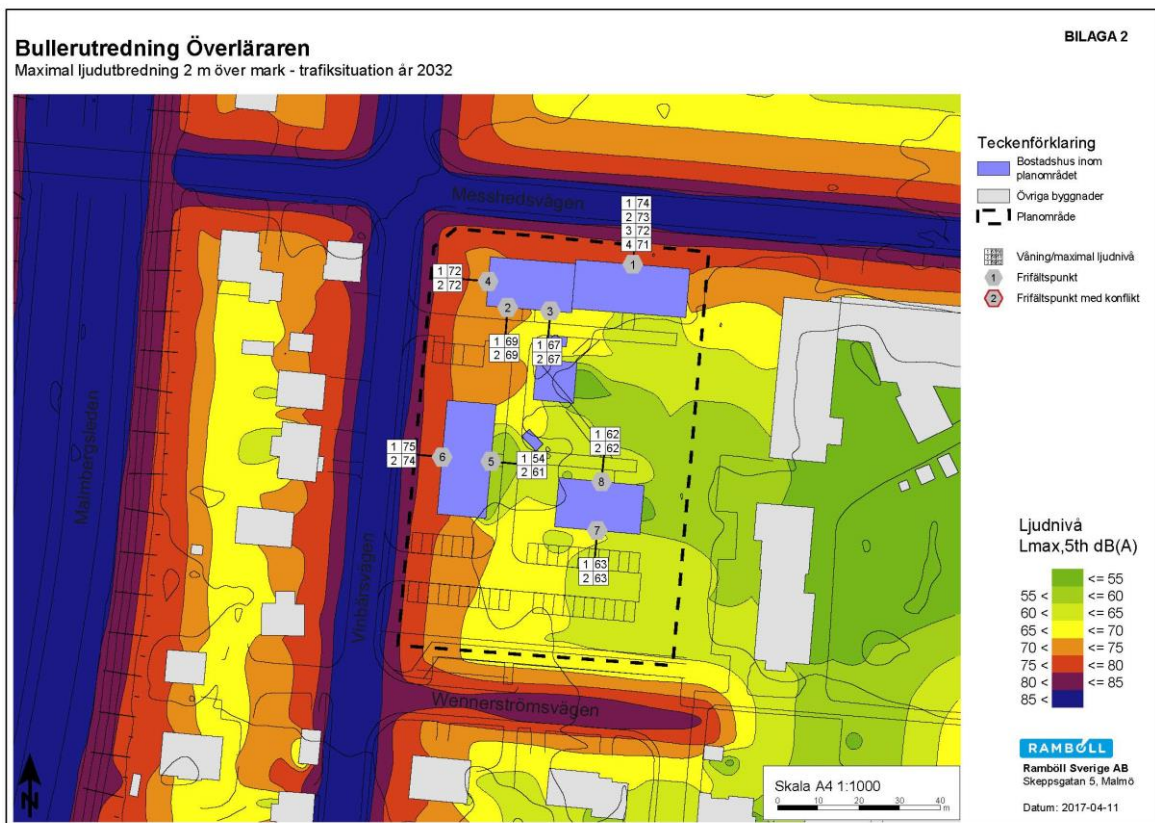 BILAGA 2
Bullerutredning Överläraren
Maximal ljudutbredning 2 m över mark - trafiksituation år 2032
Messhedsvägen
Malmbergsleden
Vinbärsvägen
Wennerströmsvägen
1 74
2 73
3 72
4 71
1
1 72
2 72
4
2
3
1 69
2 69
1 67
2 67
1 75
2 74
6
5
1 54
2 61
1 62
2 62
8
7
1 63
2 63
Teckenförklaring
Bostadshus inom
planområdet
Övriga byggnader
Planområde
Våning/maximal ljudnivå
1 Frifältspunkt
2 Frifältspunkt med konflikt
Ljudnivå
Lmax,5th dB(A)
<= 55
55 < <= 60
60 < <= 65
65 < <= 70
70 < <= 75
75 < <= 80
80 < <= 85
85 <
N
Skala A4 1:1000
0 10 20 30 40
m
RAMBOLL
Ramböll Sverige AB
Skeppsgatan 5, Malmö
Datum: 2017-04-11